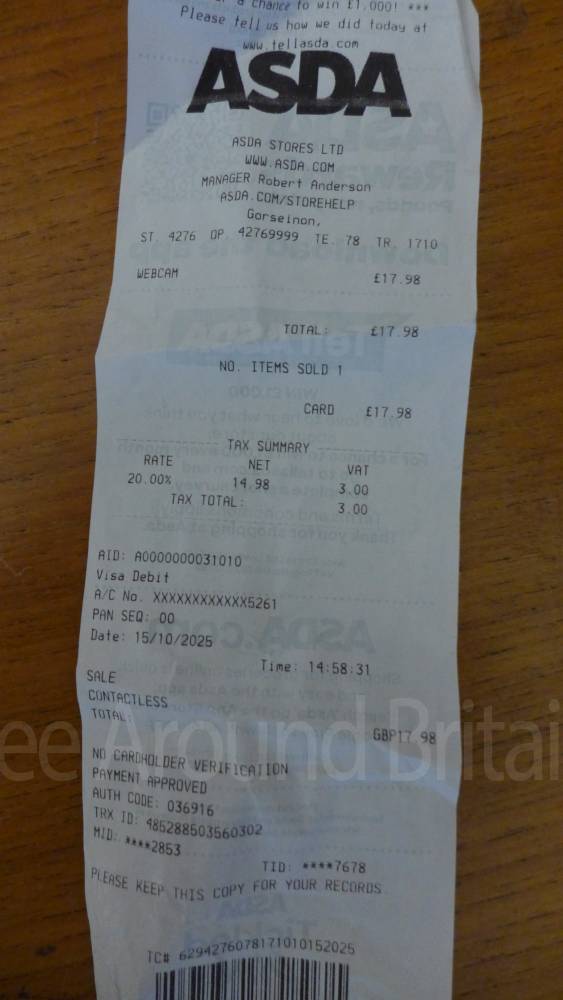 a chance to win £1,000! ***
Please tell us how we did today at
www.tellasda.com
ASDA
ASDA STORES LTD
WWW.ASDA.COM
MANAGER Robert Anderson
ASDA.COM/STOREHELP
Gorseinon,
ST. 4276 OP. 42769999 TE. 78 TR. 1710
WEBCAM £17.98
TOTAL: £17.98
NO. ITEMS SOLD 1
CARD £17.98
TAX SUMMARY
RATE NET VAT
20.00% 14.98 3.00
TAX TOTAL: 3.00
AID: A0000000031010
Visa Debit
A/C No. XXXXXXXXXXXX5261
PAN SEQ: 00
Date: 15/10/2025
Time: 14:58:31
SALE
CONTACTLESS
TOTAL: GBP17.98
ee Around Britai
NO CARDHOLDER VERIFICATION
PAYMENT APPROVED
AUTH CODE: 036916
TRX ID: 485288503560302
MID: ****2853
TID: ****7678
PLEASE KEEP THIS COPY FOR YOUR RECORDS
TC# 6294276078171010152025